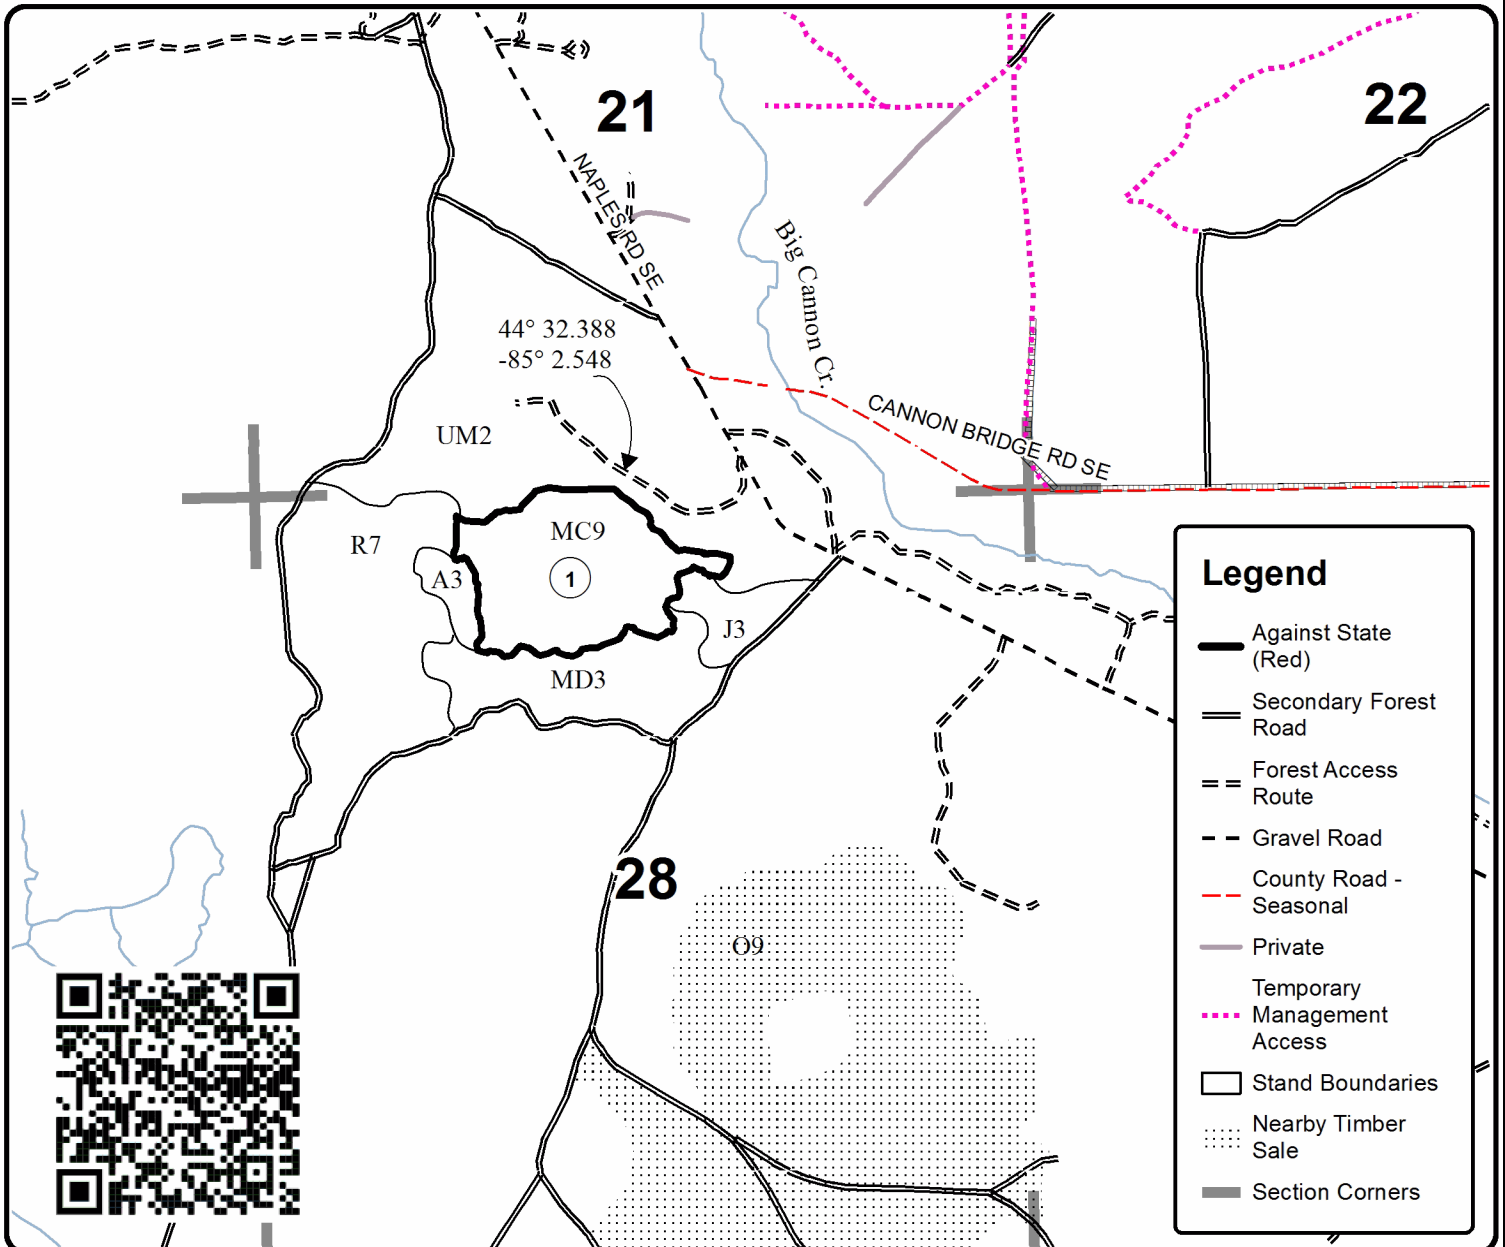 21
22
NAPLES RD SE
Big Cannon Cr.
44° 32.388
-85° 2.548
CANNON BRIDGE RD SE
UM2
MC9
R7
A3
1
J3
MD3
28
O9
Legend
Against State
(Red)
Secondary Forest
Road
Forest Access
Route
Gravel Road
County Road -
Seasonal
Private
Temporary
Management
Access
Stand Boundaries
Nearby Timber
Sale
Section Corners